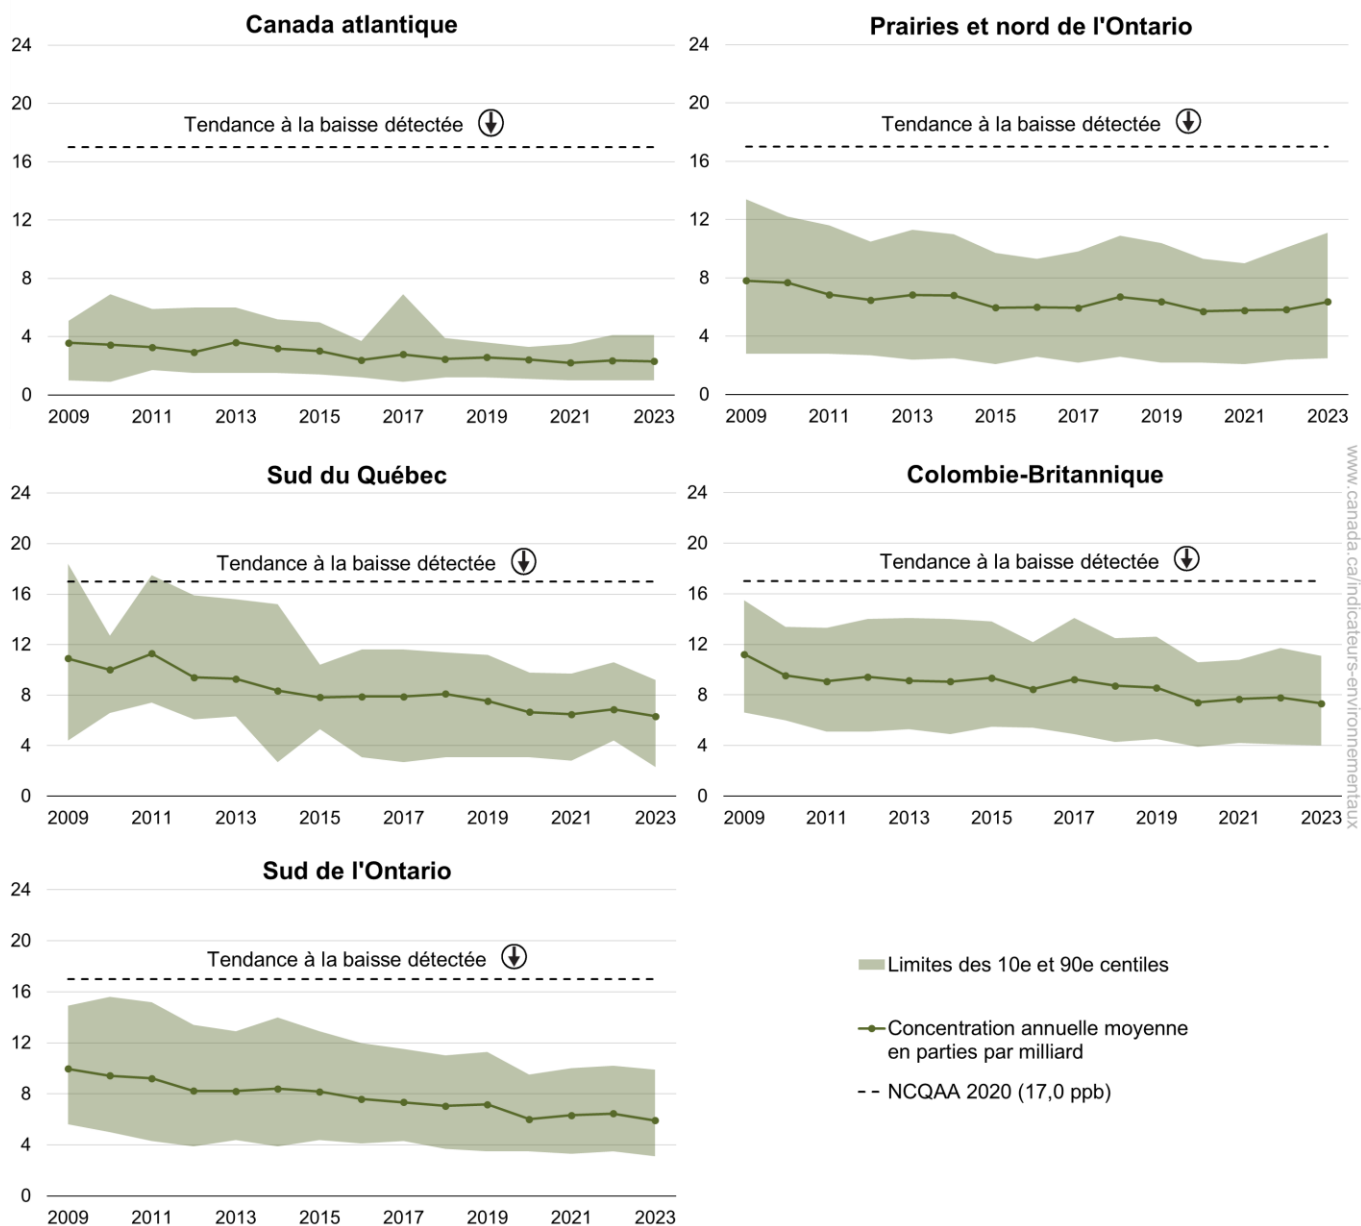 Canada atlantique
24
20
Tendance à la baisse détectée
16
12
8
4
0
2009 2011 2013 2015 2017 2019 2021 2023
Prairies et nord de l'Ontario
24
20
Tendance à la baisse détectée
16
12
8
4
0
2009 2011 2013 2015 2017 2019 2021 2023
Sud du Québec
24
20
Tendance à la baisse détectée
16
12
8
4
0
2009 2011 2013 2015 2017 2019 2021 2023
Colombie-Britannique
24
20
Tendance à la baisse détectée
16
12
8
4
0
2009 2011 2013 2015 2017 2019 2021 2023
Sud de l'Ontario
24
20
Tendance à la baisse détectée
16
12
8
4
0
2009 2011 2013 2015 2017 2019 2021 2023
Limites des 10e et 90e centiles
Concentration annuelle moyenne
en parties par milliard
NCQAA 2020 (17,0 ppb)
www.canada.ca/indicateurs-environnementaux